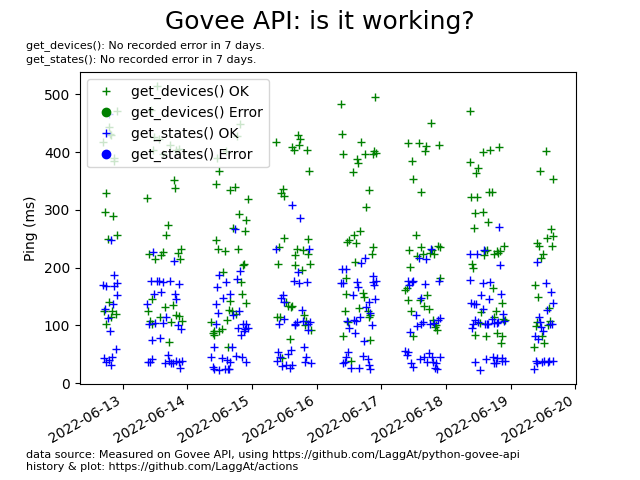 Govee API: is it working?
get_devices(): No recorded error in 7 days.
get_states(): No recorded error in 7 days.
get_devices() OK
get_devices() Error
get_states() OK
get_states() Error
Ping (ms)
500
400
300
200
100
0
2022-06-13
2022-06-14
2022-06-15
2022-06-16
2022-06-17
2022-06-18
2022-06-19
2022-06-20
data source: Measured on Govee API, using https://github.com/LaggAt/python-govee-api
history & plot: https://github.com/LaggAt/actions